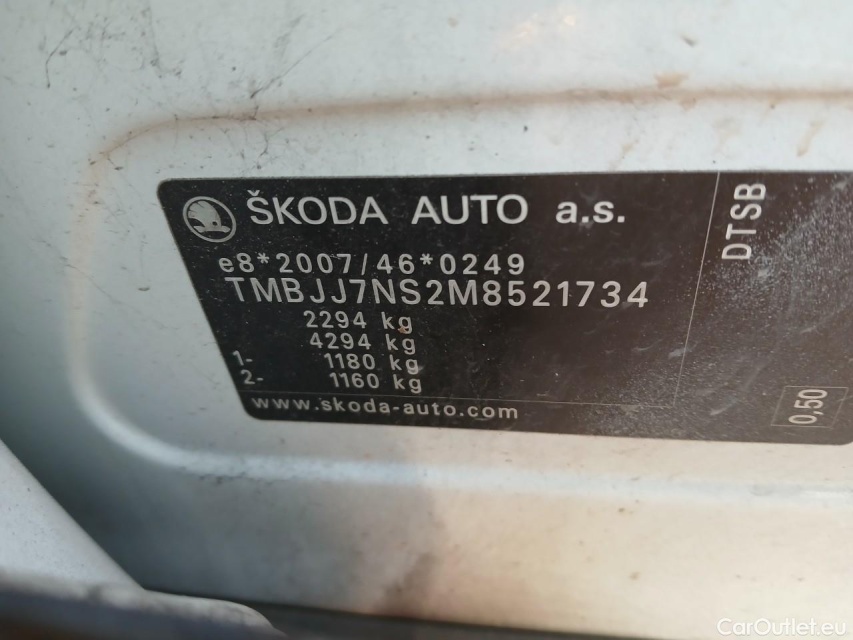 ŠKODA AUTO a.s.
e8*2007/46*0249
TMBJJ7NS2M8521734
2294 kg
4294 kg
1- 1180 kg
2- 1160 kg
www.skoda-auto.com
DTSB
0,50
CarOutlet.eu